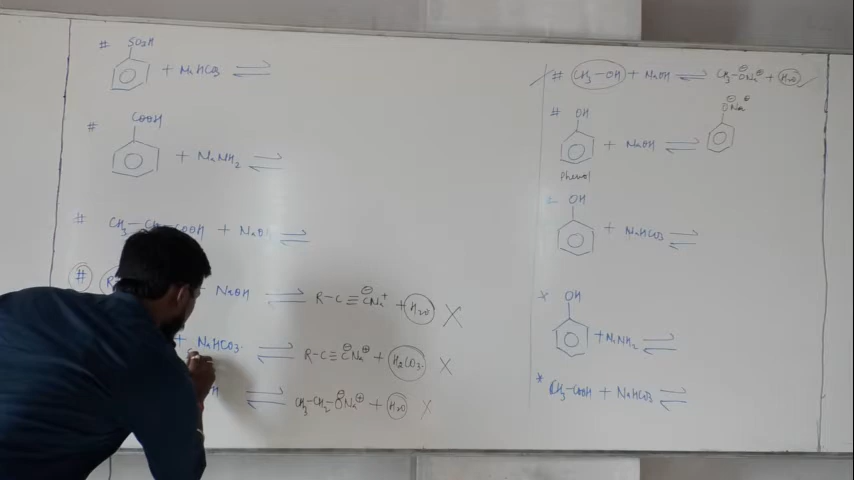 # SO3H
+ NaHCO3 ⇌
# COOH
+ NaNH2 ⇌
# CH3-CH2-COOH + NaOH ⇌
# R NaOH ⇌ R-C≡C⊖Na+ + H2O X
+ NaHCO3 ⇌ R-C≡C⊖Na⊕ + H2CO3 X
H ⇌ CH3-CH2-O⊖Na⊕ + H2O X
# CH3-OH + NaOH ⇌ CH3-O⊖Na⊕ + H2O ✓
# OH O⊖Na⊕
+ NaOH ⇌
Phenol
OH
+ NaHCO3 ⇌
x OH
+ NaNH2 ⇌
* CH3-COOH + NaHCO3 ⇌